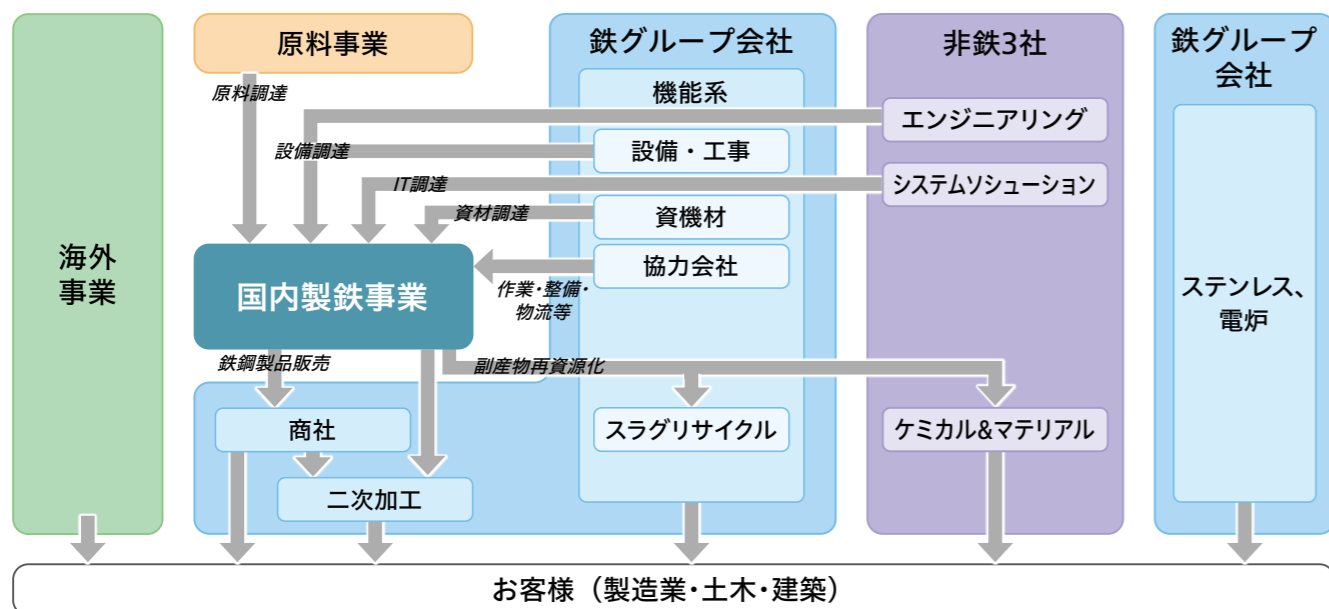 原料事業
鉄グループ会社
非鉄3社
鉄グループ
会社
原料調達
機能系
エンジニアリング
設備調達
設備・工事
IT調達
システムソシューション
資材調達
資機材
海外
事業
国内製鉄事業
協力会社
作業・整備・
物流等
ステンレス、
電炉
鉄鋼製品販売
副産物再資源化
商社
スラグリサイクル
ケミカル&マテリアル
二次加工
お客様（製造業・土木・建築）